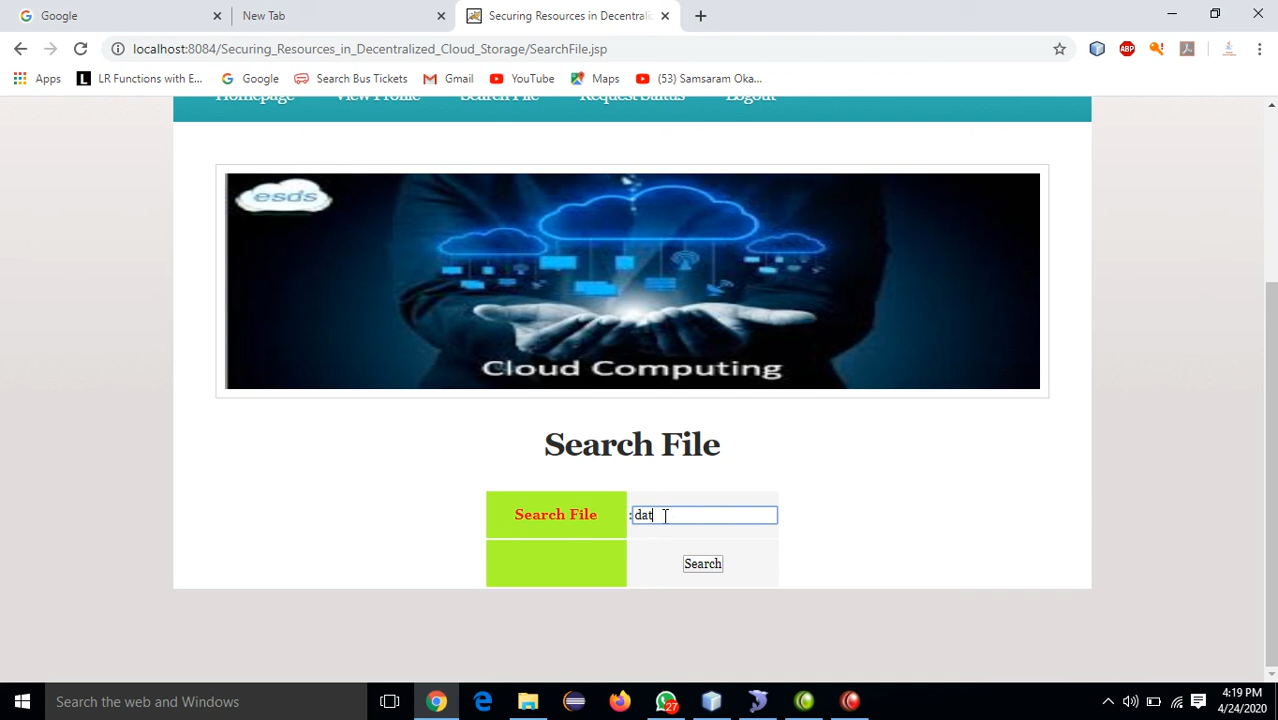 Google
New Tab
Securing Resources in Decentrali
localhost:8084/Securing_Resources_in_Decentralized_Cloud_Storage/SearchFile.jsp
ABP
Apps
L LR Functions with E...
Google
Search Bus Tickets
Gmail
YouTube
Maps
(53) Samsaram Oka...
Homepage View Profile Search File Request Status Logout
esds
Cloud Computing
Search File
Search File :dat
Search
Search the web and Windows
27
4:19 PM
4/24/2020